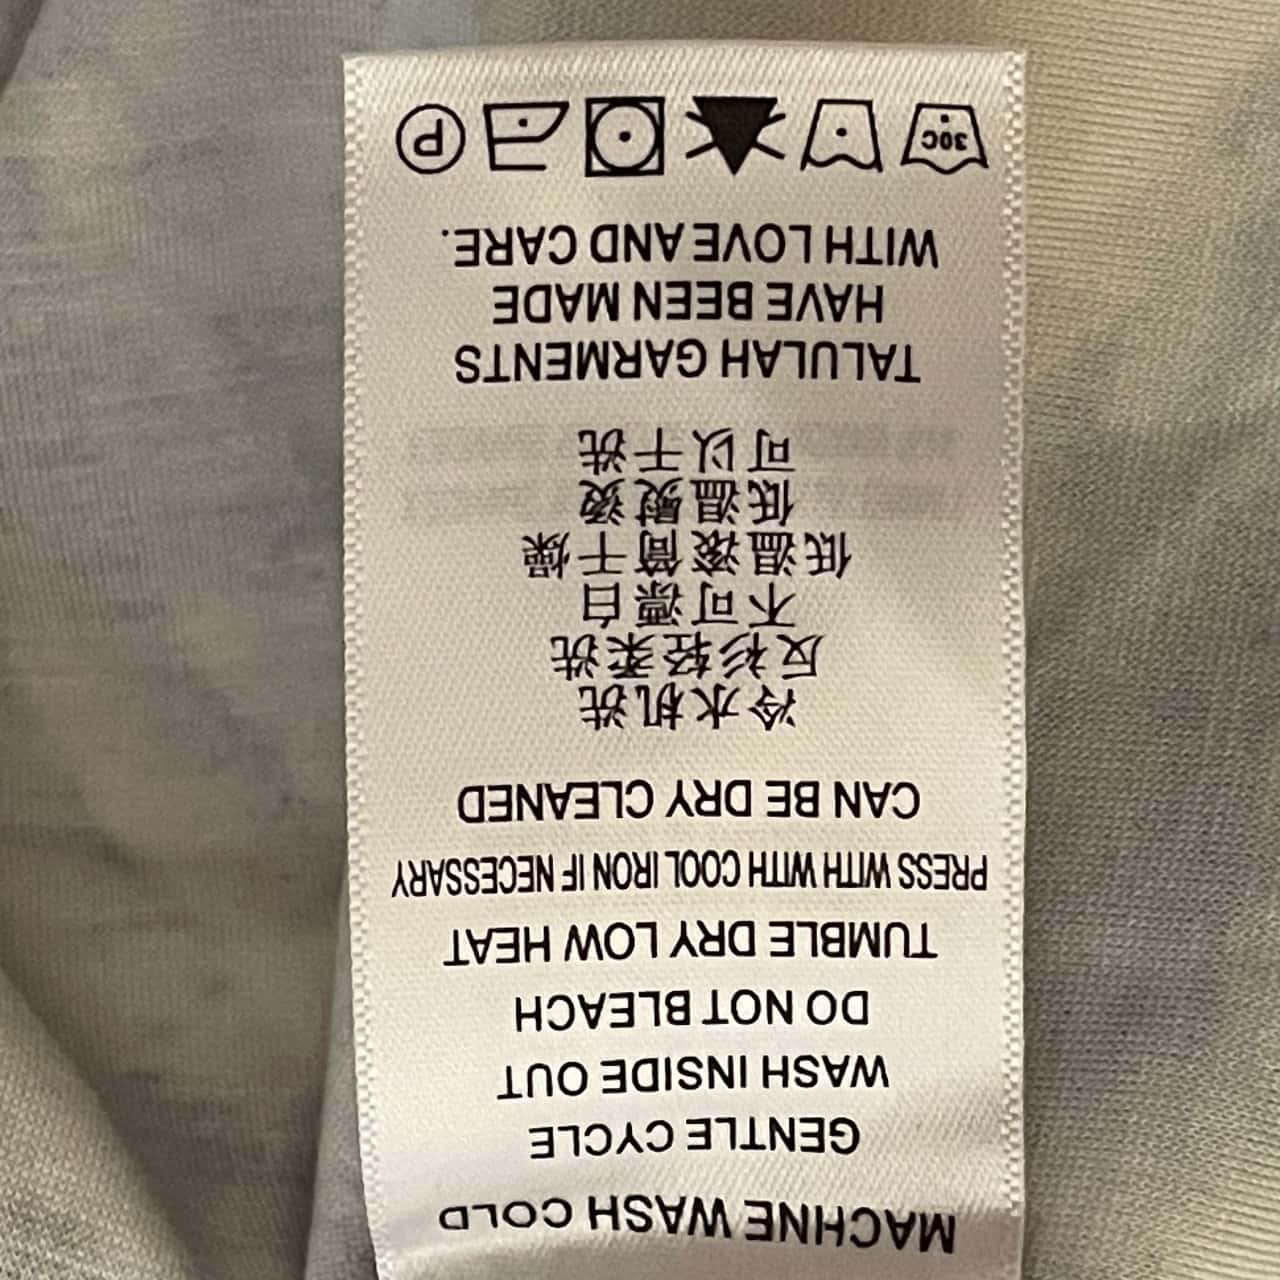 MACHINE WASH COLD
GENTLE CYCLE
WASH INSIDE OUT
DO NOT BLEACH
TUMBLE DRY LOW HEAT
PRESS WITH WITH COOL IRON IF NECESSARY
CAN BE DRY CLEANED
冷水机洗
反衫轻柔洗
不可漂白
低温滚筒干燥
低温熨烫
可以干洗
TALULAH GARMENTS
HAVE BEEN MADE
WITH LOVE AND CARE.
30C P